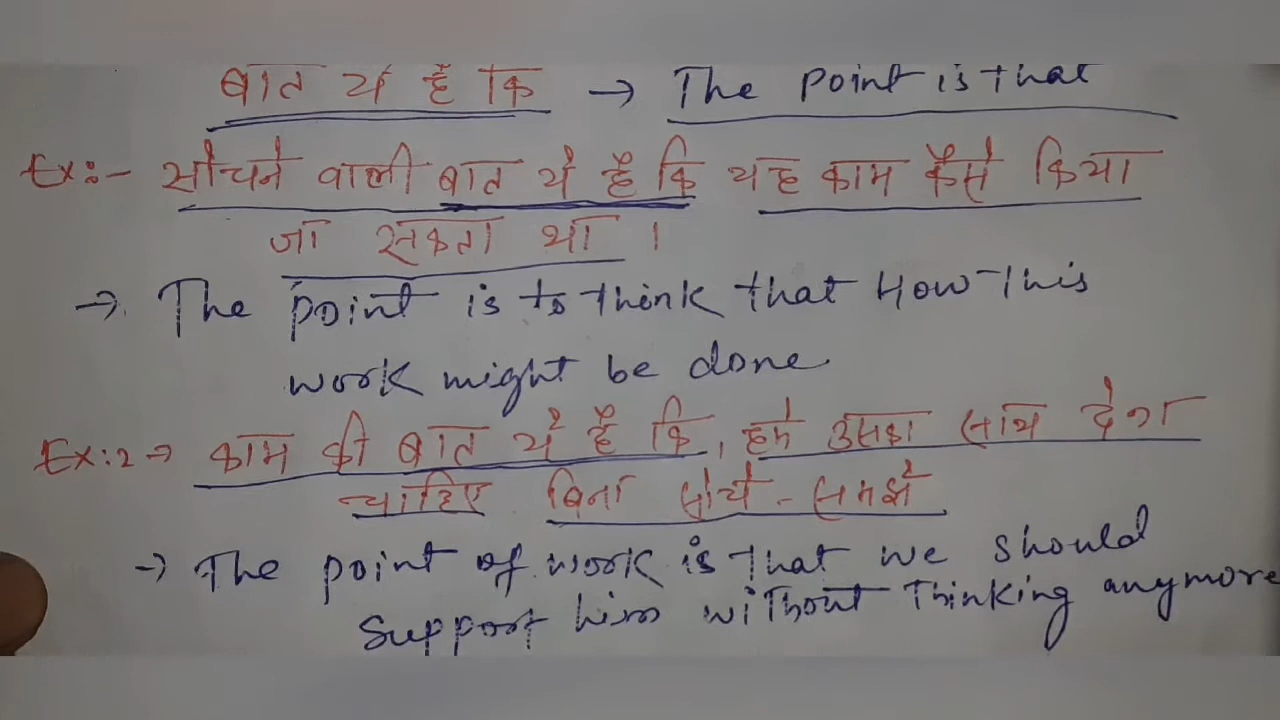 बात ये है कि → The Point is that
Ex:- सोचने वाली बात ये है कि यह काम कैसे किया
जा सकता था ।
→ The point is to think that How This
work might be done
Ex:2 → काम की बात ये है कि, हमे उसका साथ देना
चाहिए बिना सोचे-समझे
→ The point of work is that we should
Support him without Thinking anymore